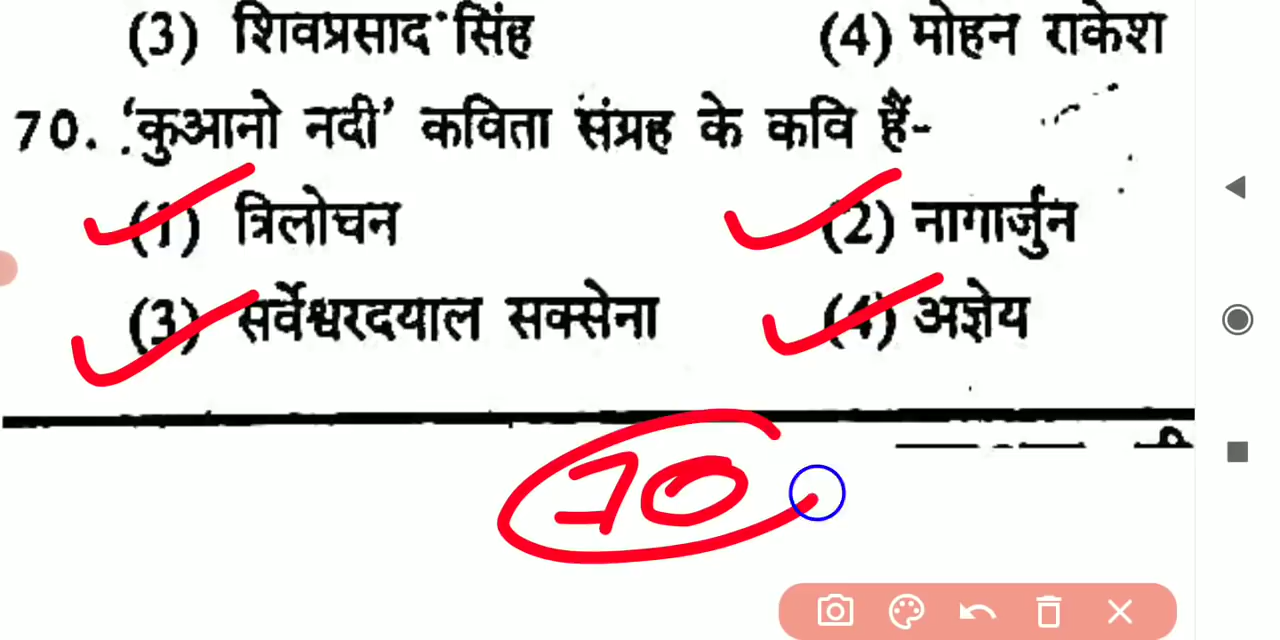 (3) शिवप्रसाद सिंह (4) मोहन राकेश
70. 'कुआनो नदी' कविता संग्रह के कवि हैं-
(1) त्रिलोचन (2) नागार्जुन
(3) सर्वेश्वरदयाल सक्सेना (4) अज्ञेय
70